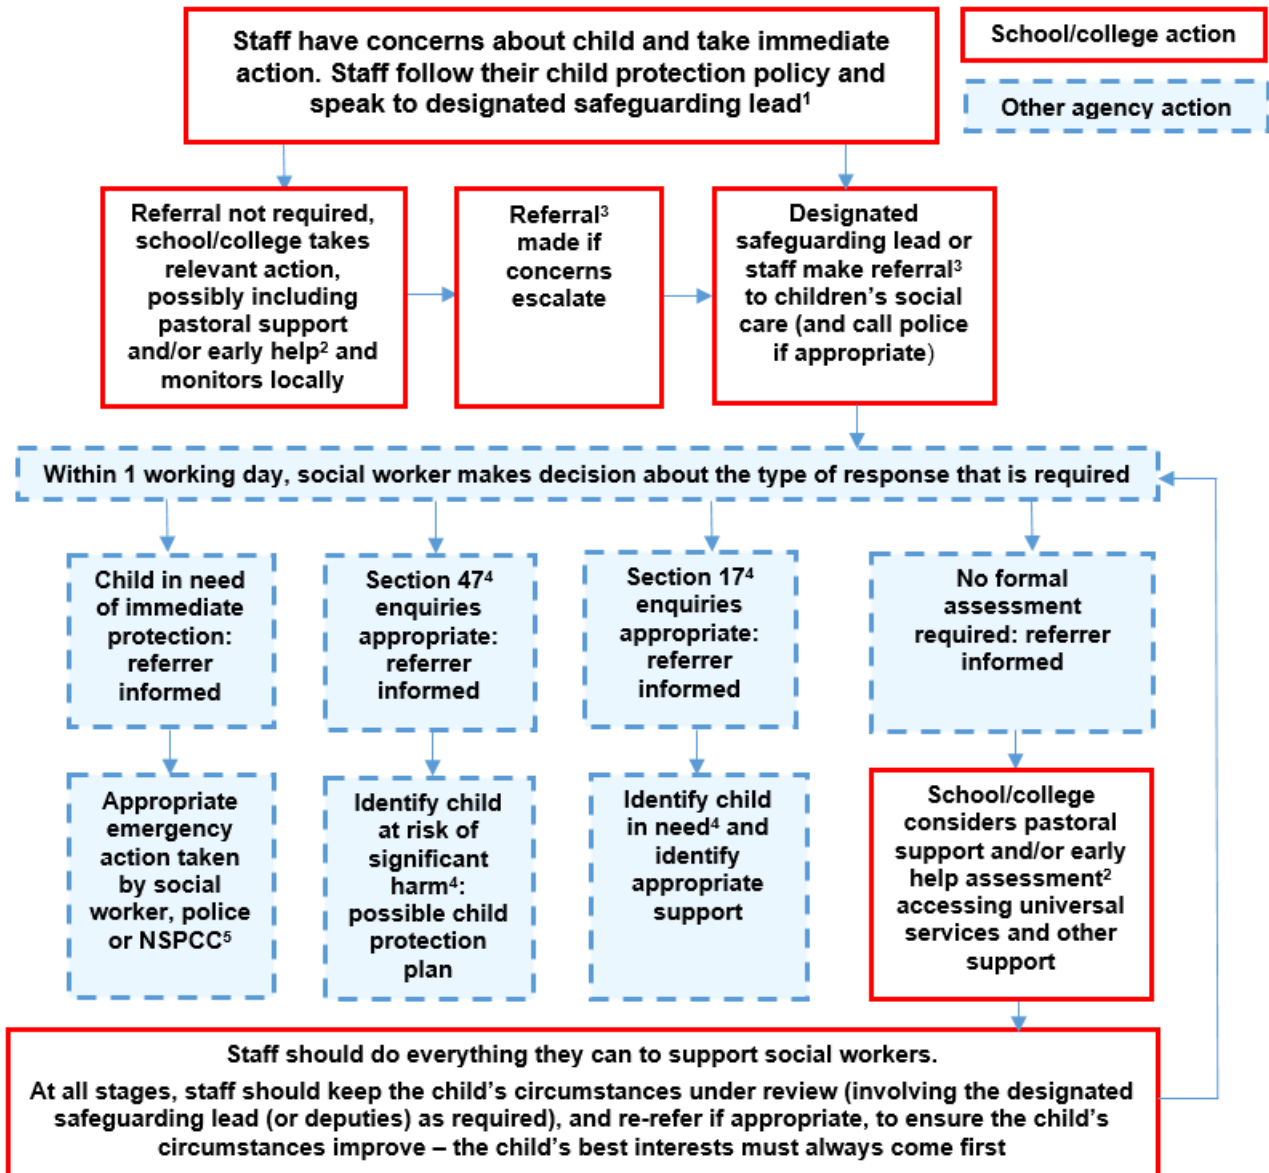 Staff have concerns about child and take immediate
action. Staff follow their child protection policy and
speak to designated safeguarding lead¹
School/college action
Other agency action
Referral not required,
school/college takes
relevant action,
possibly including
pastoral support
and/or early help² and
monitors locally
Referral³
made if
concerns
escalate
Designated
safeguarding lead or
staff make referral³
to children’s social
care (and call police
if appropriate)
Within 1 working day, social worker makes decision about the type of response that is required
Child in need
of immediate
protection:
referrer
informed
Section 47⁴
enquiries
appropriate:
referrer
informed
Section 17⁴
enquiries
appropriate:
referrer
informed
No formal
assessment
required: referrer
informed
Appropriate
emergency
action taken
by social
worker, police
or NSPCC⁵
Identify child
at risk of
significant
harm⁴:
possible child
protection
plan
Identify child
in need⁴ and
identify
appropriate
support
School/college
considers pastoral
support and/or early
help assessment²
accessing universal
services and other
support
Staff should do everything they can to support social workers.
At all stages, staff should keep the child’s circumstances under review (involving the designated
safeguarding lead (or deputies) as required), and re-refer if appropriate, to ensure the child’s
circumstances improve – the child’s best interests must always come first